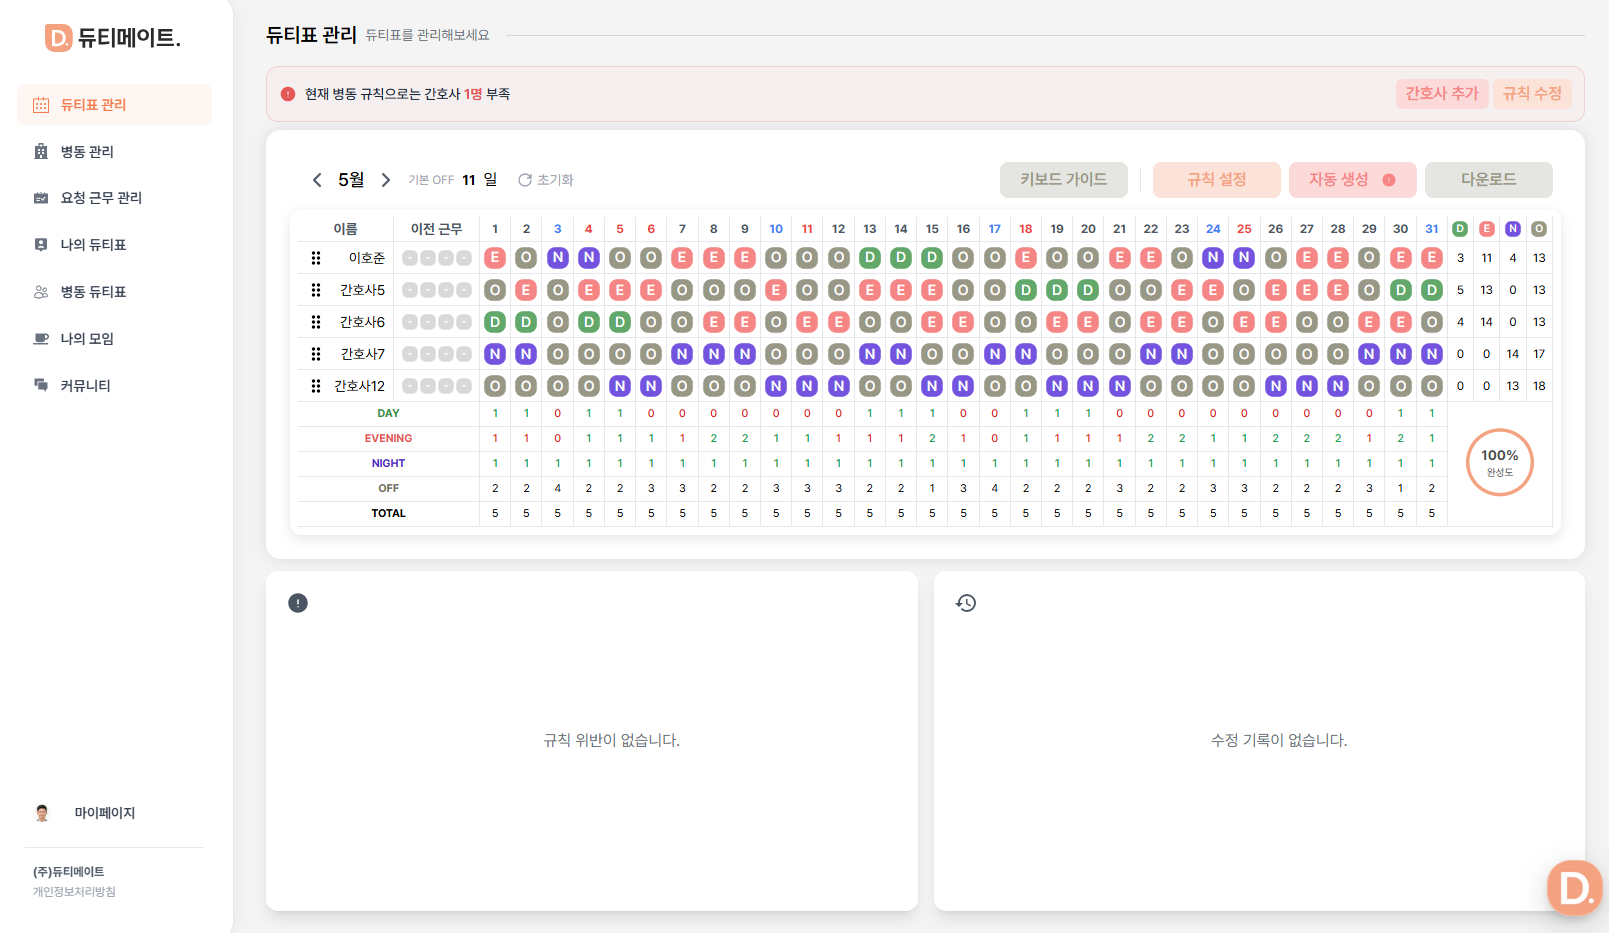 D. 듀티메이트.
듀티표 관리
병동 관리
요청 근무 관리
나의 듀티표
병동 듀티표
나의 모임
커뮤니티
마이페이지
(주)듀티메이트
개인정보처리방침
듀티표 관리 듀티표를 관리해보세요
현재 병동 규칙으로는 간호사 1명 부족 간호사 추가 규칙 수정
5월 기본 OFF 11 일 초기화 키보드 가이드 규칙 설정 자동 생성 다운로드
이름 이전 근무 1 2 3 4 5 6 7 8 9 10 11 12 13 14 15 16 17 18 19 20 21 22 23 24 25 26 27 28 29 30 31 D E N O
이호준 - - - - E O N N O O E E E O O O D D D O O E O O E E O N N O E E O E E 3 11 4 13
간호사5 - - - - O E O E E E O O O E O O E E E O O D D D O O E E O E E E O D D 5 13 0 13
간호사6 - - - - D D O D D O O E E O E E O O E E O O E E O E E O E E O O E E O 4 14 0 13
간호사7 - - - - N N O O O O N N N O O O N N O O N N O O O N N O O O O O N N N 0 0 14 17
간호사12 - - - - O O O O N N O O O N N N O O N N O O N N N O O O O N N N O O O 0 0 13 18
DAY 1 1 0 1 1 0 0 0 0 0 0 0 1 1 1 0 0 1 1 1 0 0 0 0 0 0 0 0 0 1 1
EVENING 1 1 0 1 1 1 1 2 2 1 1 1 1 1 2 1 0 1 1 1 1 2 2 1 1 2 2 2 1 2 1
NIGHT 1 1 1 1 1 1 1 1 1 1 1 1 1 1 1 1 1 1 1 1 1 1 1 1 1 1 1 1 1 1 1
OFF 2 2 4 2 2 3 3 2 2 3 3 3 2 2 1 3 4 2 2 2 3 2 2 3 3 2 2 2 3 1 2
TOTAL 5 5 5 5 5 5 5 5 5 5 5 5 5 5 5 5 5 5 5 5 5 5 5 5 5 5 5 5 5 5 5
100%
완성도
규칙 위반이 없습니다.
수정 기록이 없습니다.
D.